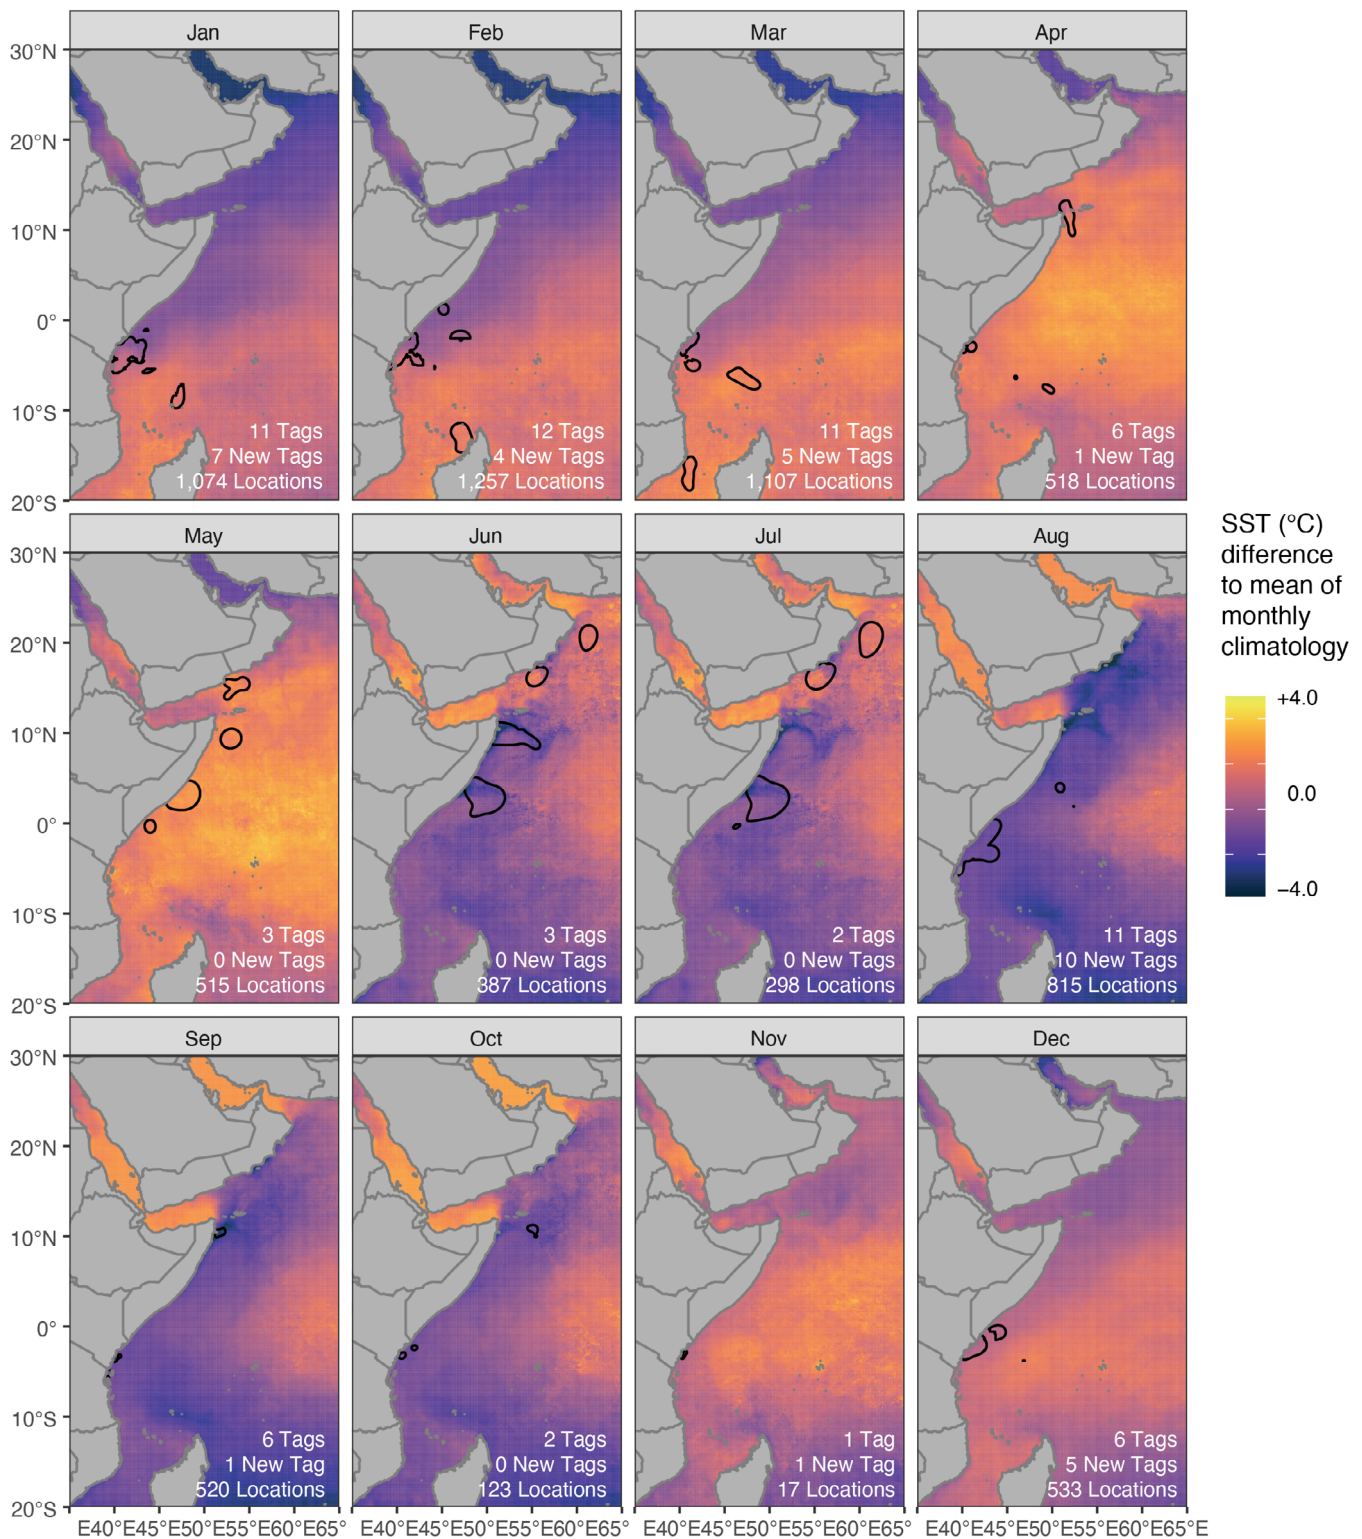 Jan Feb Mar Apr
30°N
20°N
10°N
0°
10°S
20°S
11 Tags
7 New Tags
1,074 Locations
12 Tags
4 New Tags
1,257 Locations
11 Tags
5 New Tags
1,107 Locations
6 Tags
1 New Tag
518 Locations
May Jun Jul Aug
30°N
20°N
10°N
0°
10°S
20°S
3 Tags
0 New Tags
515 Locations
3 Tags
0 New Tags
387 Locations
2 Tags
0 New Tags
298 Locations
11 Tags
10 New Tags
815 Locations
SST (°C)
difference
to mean of
monthly
climatology
+4.0
0.0
−4.0
Sep Oct Nov Dec
30°N
20°N
10°N
0°
10°S
20°S
6 Tags
1 New Tag
520 Locations
2 Tags
0 New Tags
123 Locations
1 Tag
1 New Tag
17 Locations
6 Tags
5 New Tags
533 Locations
E40°E45°E50°E55°E60°E65° E40°E45°E50°E55°E60°E65° E40°E45°E50°E55°E60°E65° E40°E45°E50°E55°E60°E65°E